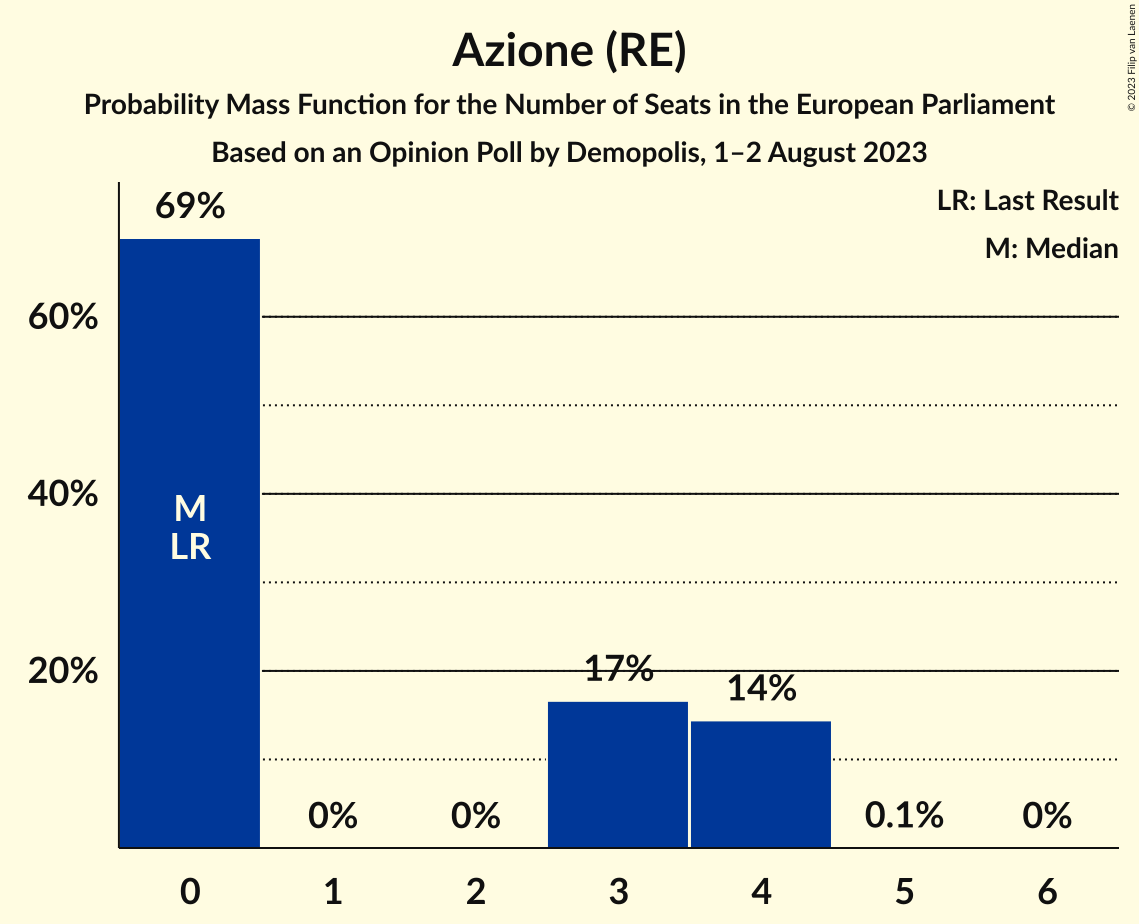 Azione (RE)
Probability Mass Function for the Number of Seats in the European Parliament
Based on an Opinion Poll by Demopolis, 1–2 August 2023
© 2023 Filip van Laenen
LR: Last Result
M: Median
69%
60%
40%
20%
M
LR
17%
14%
0%
0%
0.1%
0%
0 1 2 3 4 5 6